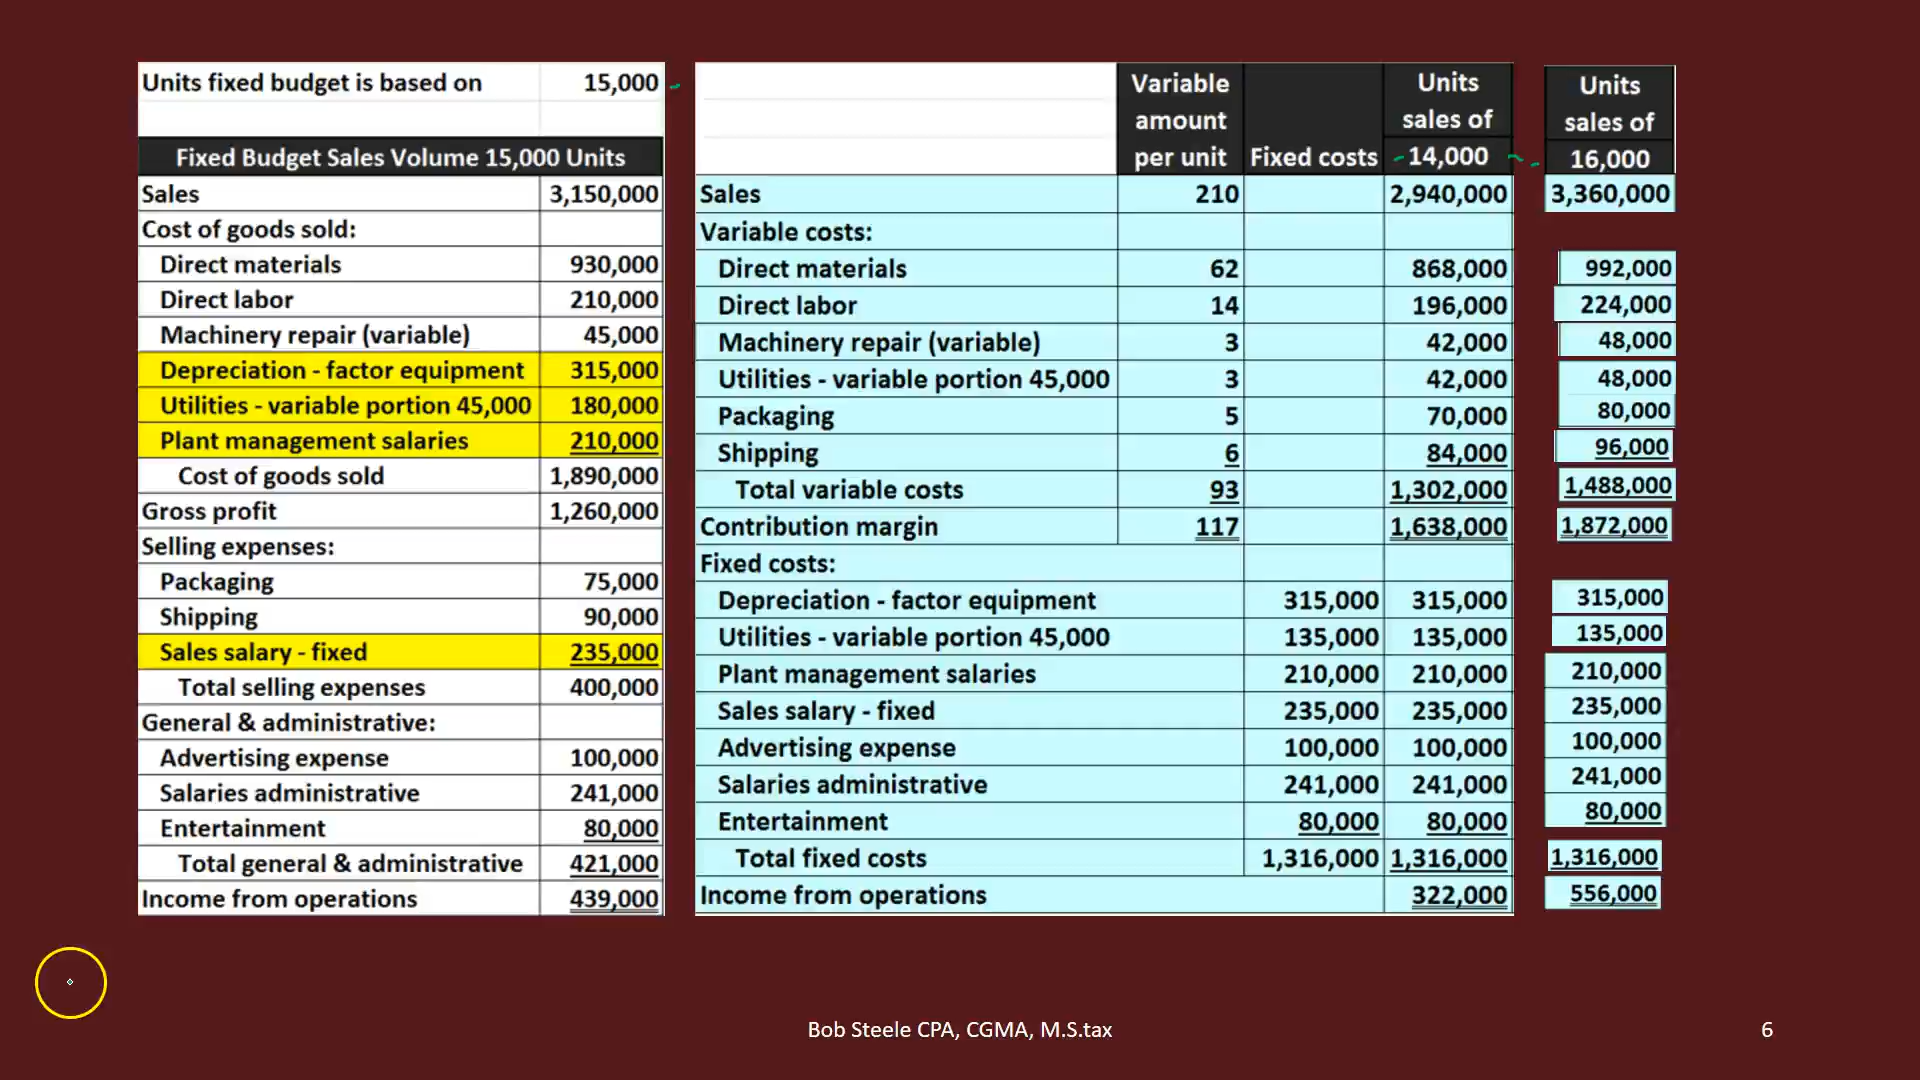 Units fixed budget is based on 15,000
Fixed Budget Sales Volume 15,000 Units
Sales 3,150,000
Cost of goods sold:
Direct materials 930,000
Direct labor 210,000
Machinery repair (variable) 45,000
Depreciation - factor equipment 315,000
Utilities - variable portion 45,000 180,000
Plant management salaries 210,000
Cost of goods sold 1,890,000
Gross profit 1,260,000
Selling expenses:
Packaging 75,000
Shipping 90,000
Sales salary - fixed 235,000
Total selling expenses 400,000
General & administrative:
Advertising expense 100,000
Salaries administrative 241,000
Entertainment 80,000
Total general & administrative 421,000
Income from operations 439,000
Variable Units Units
amount sales of sales of
per unit Fixed costs 14,000 16,000
Sales 210 2,940,000 3,360,000
Variable costs:
Direct materials 62 868,000 992,000
Direct labor 14 196,000 224,000
Machinery repair (variable) 3 42,000 48,000
Utilities - variable portion 45,000 3 42,000 48,000
Packaging 5 70,000 80,000
Shipping 6 84,000 96,000
Total variable costs 93 1,302,000 1,488,000
Contribution margin 117 1,638,000 1,872,000
Fixed costs:
Depreciation - factor equipment 315,000 315,000 315,000
Utilities - variable portion 45,000 135,000 135,000 135,000
Plant management salaries 210,000 210,000 210,000
Sales salary - fixed 235,000 235,000 235,000
Advertising expense 100,000 100,000 100,000
Salaries administrative 241,000 241,000 241,000
Entertainment 80,000 80,000 80,000
Total fixed costs 1,316,000 1,316,000 1,316,000
Income from operations 322,000 556,000
Bob Steele CPA, CGMA, M.S.tax
6